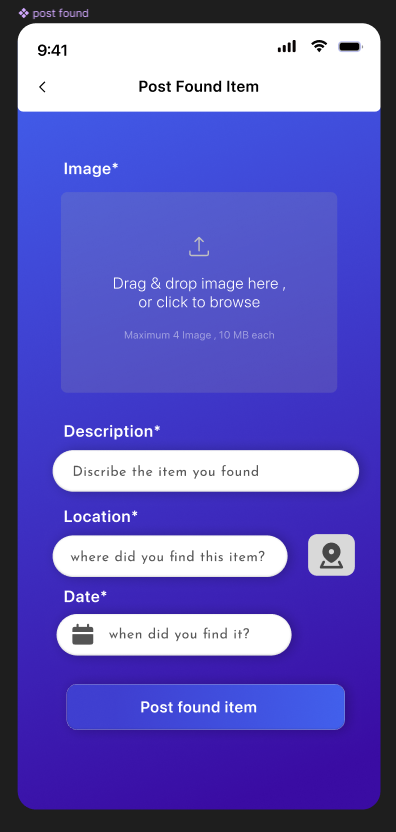 post found
9:41
Post Found Item
Image*
Drag & drop image here ,
or click to browse
Maximum 4 Image , 10 MB each
Description*
Discribe the item you found
Location*
where did you find this item?
Date*
when did you find it?
Post found item